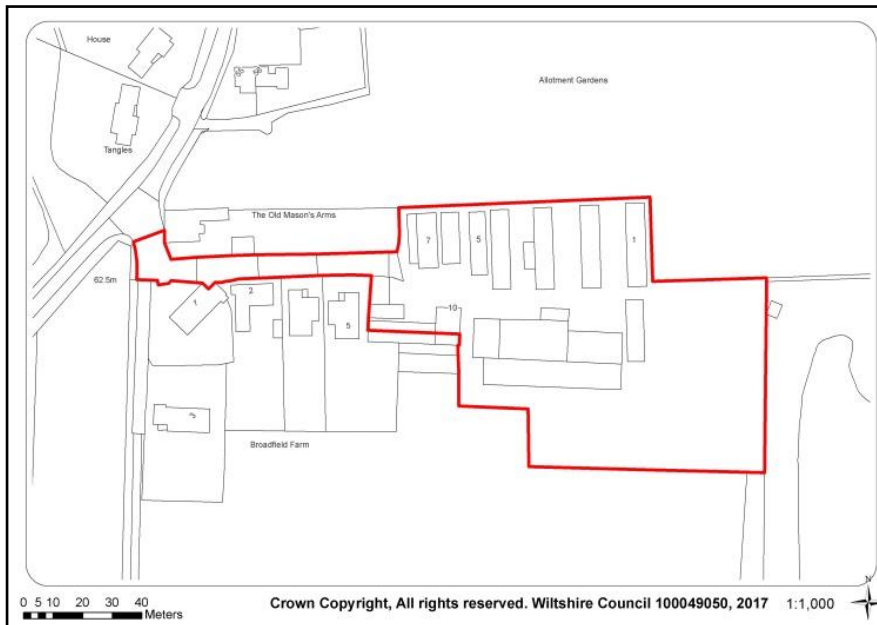 House
Allotment Gardens
Tangles
The Old Mason's Arms
7
5
1
62.5m
1
2
5
10
3
Broadfield Farm
N
0 5 10 20 30 40
Meters
Crown Copyright, All rights reserved. Wiltshire Council 100049050, 2017 1:1,000